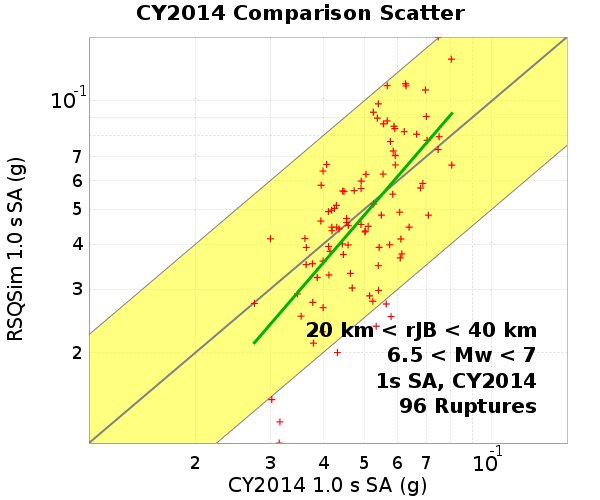 CY2014 Comparison Scatter
RSQSim 1.0 s SA (g)
10-1
7
6
5
4
3
2
20 km < rJB < 40 km
6.5 < Mw < 7
1s SA, CY2014
96 Ruptures
2 3 4 5 6 7 10-1
CY2014 1.0 s SA (g)